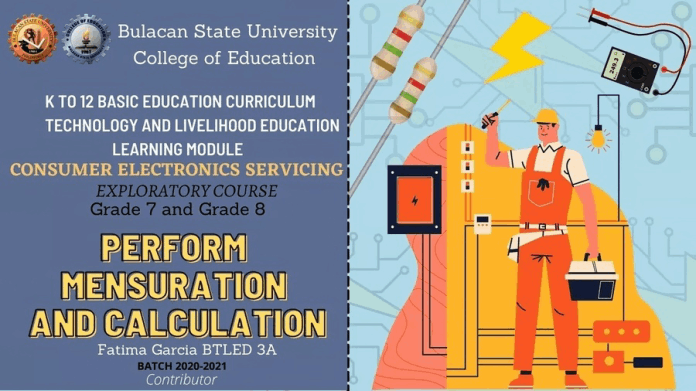 Bulacan State University
College of Education
K TO 12 BASIC EDUCATION CURRICULUM
TECHNOLOGY AND LIVELIHOOD EDUCATION
LEARNING MODULE
CONSUMER ELECTRONICS SERVICING
EXPLORATORY COURSE
Grade 7 and Grade 8
PERFORM
MENSURATION
AND CALCULATION
Fatima Garcia BTLED 3A
BATCH 2020-2021
Contributor
249.3